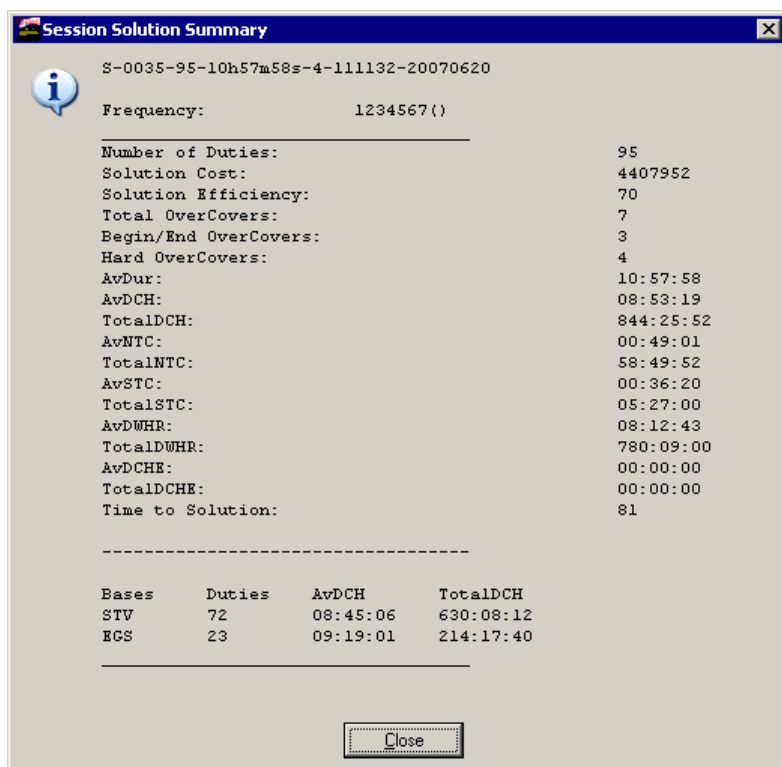 Session Solution Summary
S-0035-95-10h57m58s-4-111132-20070620
Frequency: 1234567()
Number of Duties: 95
Solution Cost: 4407952
Solution Efficiency: 70
Total OverCovers: 7
Begin/End OverCovers: 3
Hard OverCovers: 4
AvDur: 10:57:58
AvDCH: 08:53:19
TotalDCH: 844:25:52
AvNTC: 00:49:01
TotalNTC: 58:49:52
AvSTC: 00:36:20
TotalSTC: 05:27:00
AvDWHR: 08:12:43
TotalDWHR: 780:09:00
AvDCHE: 00:00:00
TotalDCHE: 00:00:00
Time to Solution: 81
-----------------------------------
Bases Duties AvDCH TotalDCH
STV 72 08:45:06 630:08:12
EGS 23 09:19:01 214:17:40
Close